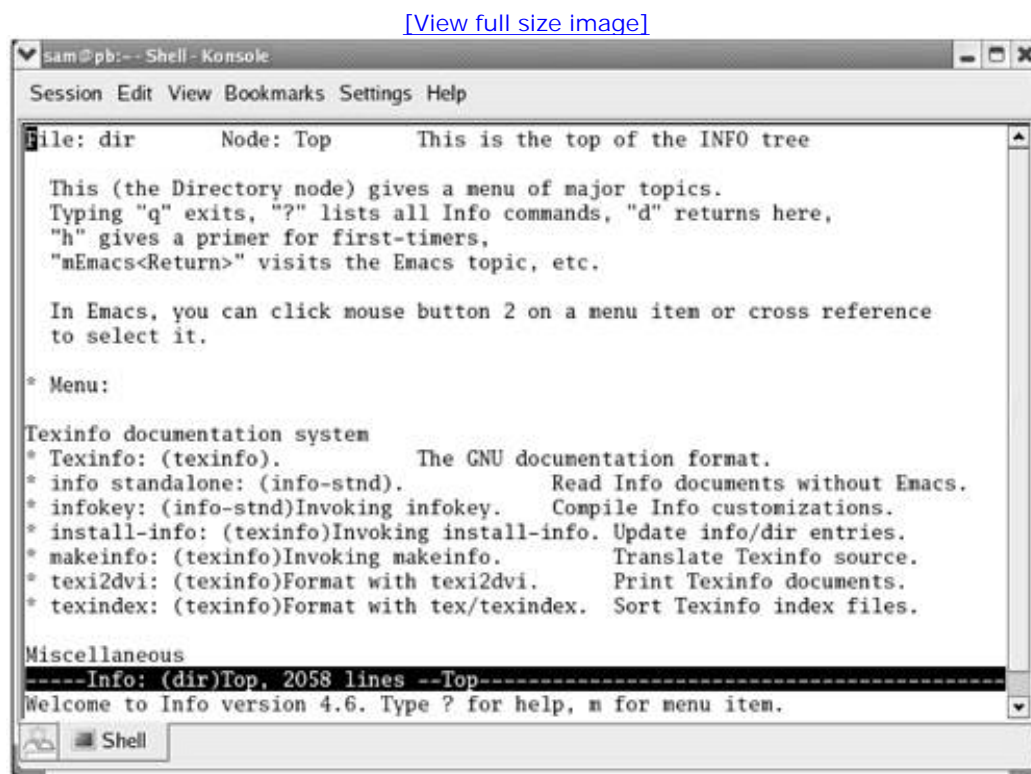 [View full size image]
sam@pb:~ - Shell - Konsole
Session Edit View Bookmarks Settings Help
File: dir Node: Top This is the top of the INFO tree
This (the Directory node) gives a menu of major topics.
Typing "q" exits, "?" lists all Info commands, "d" returns here,
"h" gives a primer for first-timers,
"mEmacs<Return>" visits the Emacs topic, etc.
In Emacs, you can click mouse button 2 on a menu item or cross reference
to select it.
* Menu:
Texinfo documentation system
* Texinfo: (texinfo). The GNU documentation format.
* info standalone: (info-stnd). Read Info documents without Emacs.
* infokey: (info-stnd)Invoking infokey. Compile Info customizations.
* install-info: (texinfo)Invoking install-info. Update info/dir entries.
* makeinfo: (texinfo)Invoking makeinfo. Translate Texinfo source.
* texi2dvi: (texinfo)Format with texi2dvi. Print Texinfo documents.
* texindex: (texinfo)Format with tex/texindex. Sort Texinfo index files.
Miscellaneous
-----Info: (dir)Top, 2058 lines --Top-------------------------------------------
Welcome to Info version 4.6. Type ? for help, m for menu item.
Shell